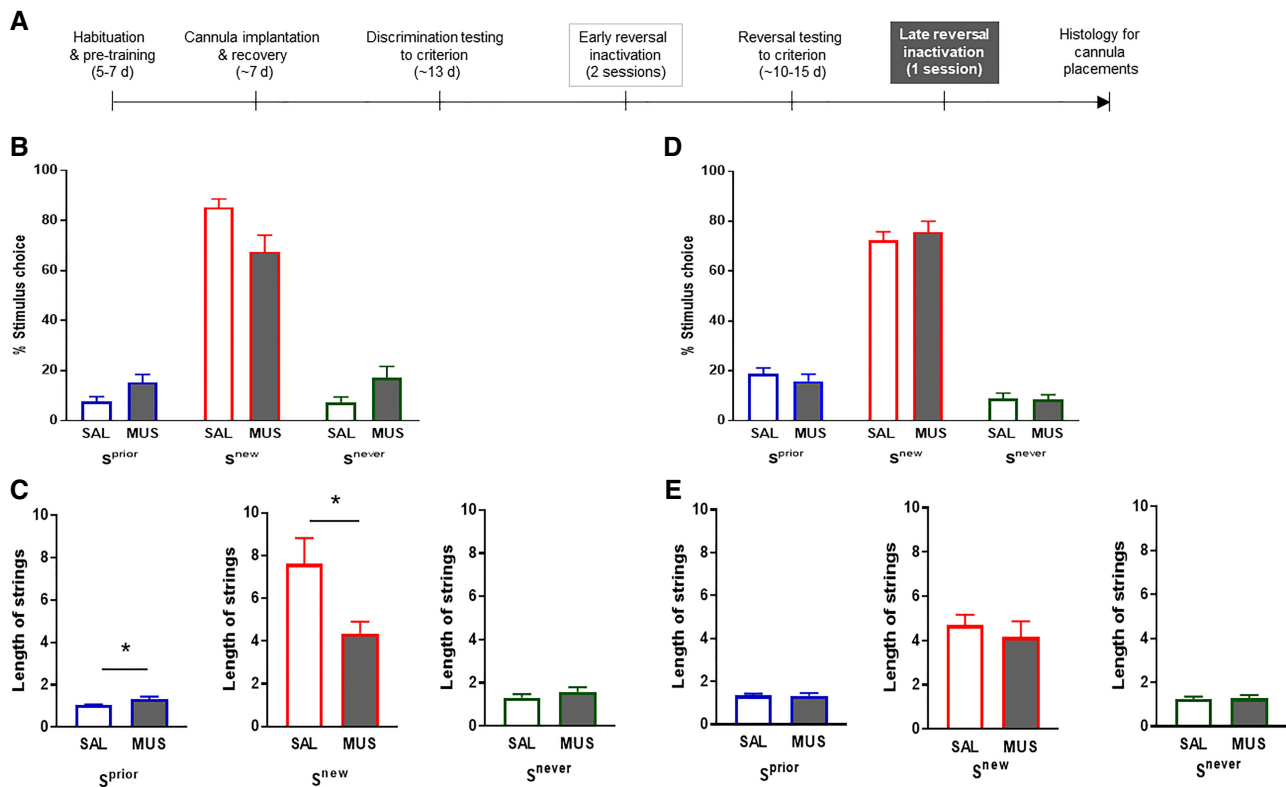 A
Habituation
& pre-training
(5-7 d)
Cannula implantation
& recovery
(~7 d)
Discrimination testing
to criterion
(~13 d)
Early reversal
inactivation
(2 sessions)
Reversal testing
to criterion
(~10-15 d)
Late reversal
inactivation
(1 session)
Histology for
cannula
placements
B
% Stimulus choice
100
80
60
40
20
0
SAL MUS SAL MUS SAL MUS
Sprior Snew Snever
D
% Stimulus choice
100
80
60
40
20
0
SAL MUS SAL MUS SAL MUS
Sprior Snew Snever
C
Length of strings
10
8
6
4
2
0
*
SAL MUS
Sprior
Length of strings
10
8
6
4
2
0
*
SAL MUS
Snew
Length of strings
10
8
6
4
2
0
SAL MUS
Snever
E
Length of strings
10
8
6
4
2
0
SAL MUS
Sprior
Length of strings
10
8
6
4
2
0
SAL MUS
Snew
Length of strings
10
8
6
4
2
0
SAL MUS
Snever